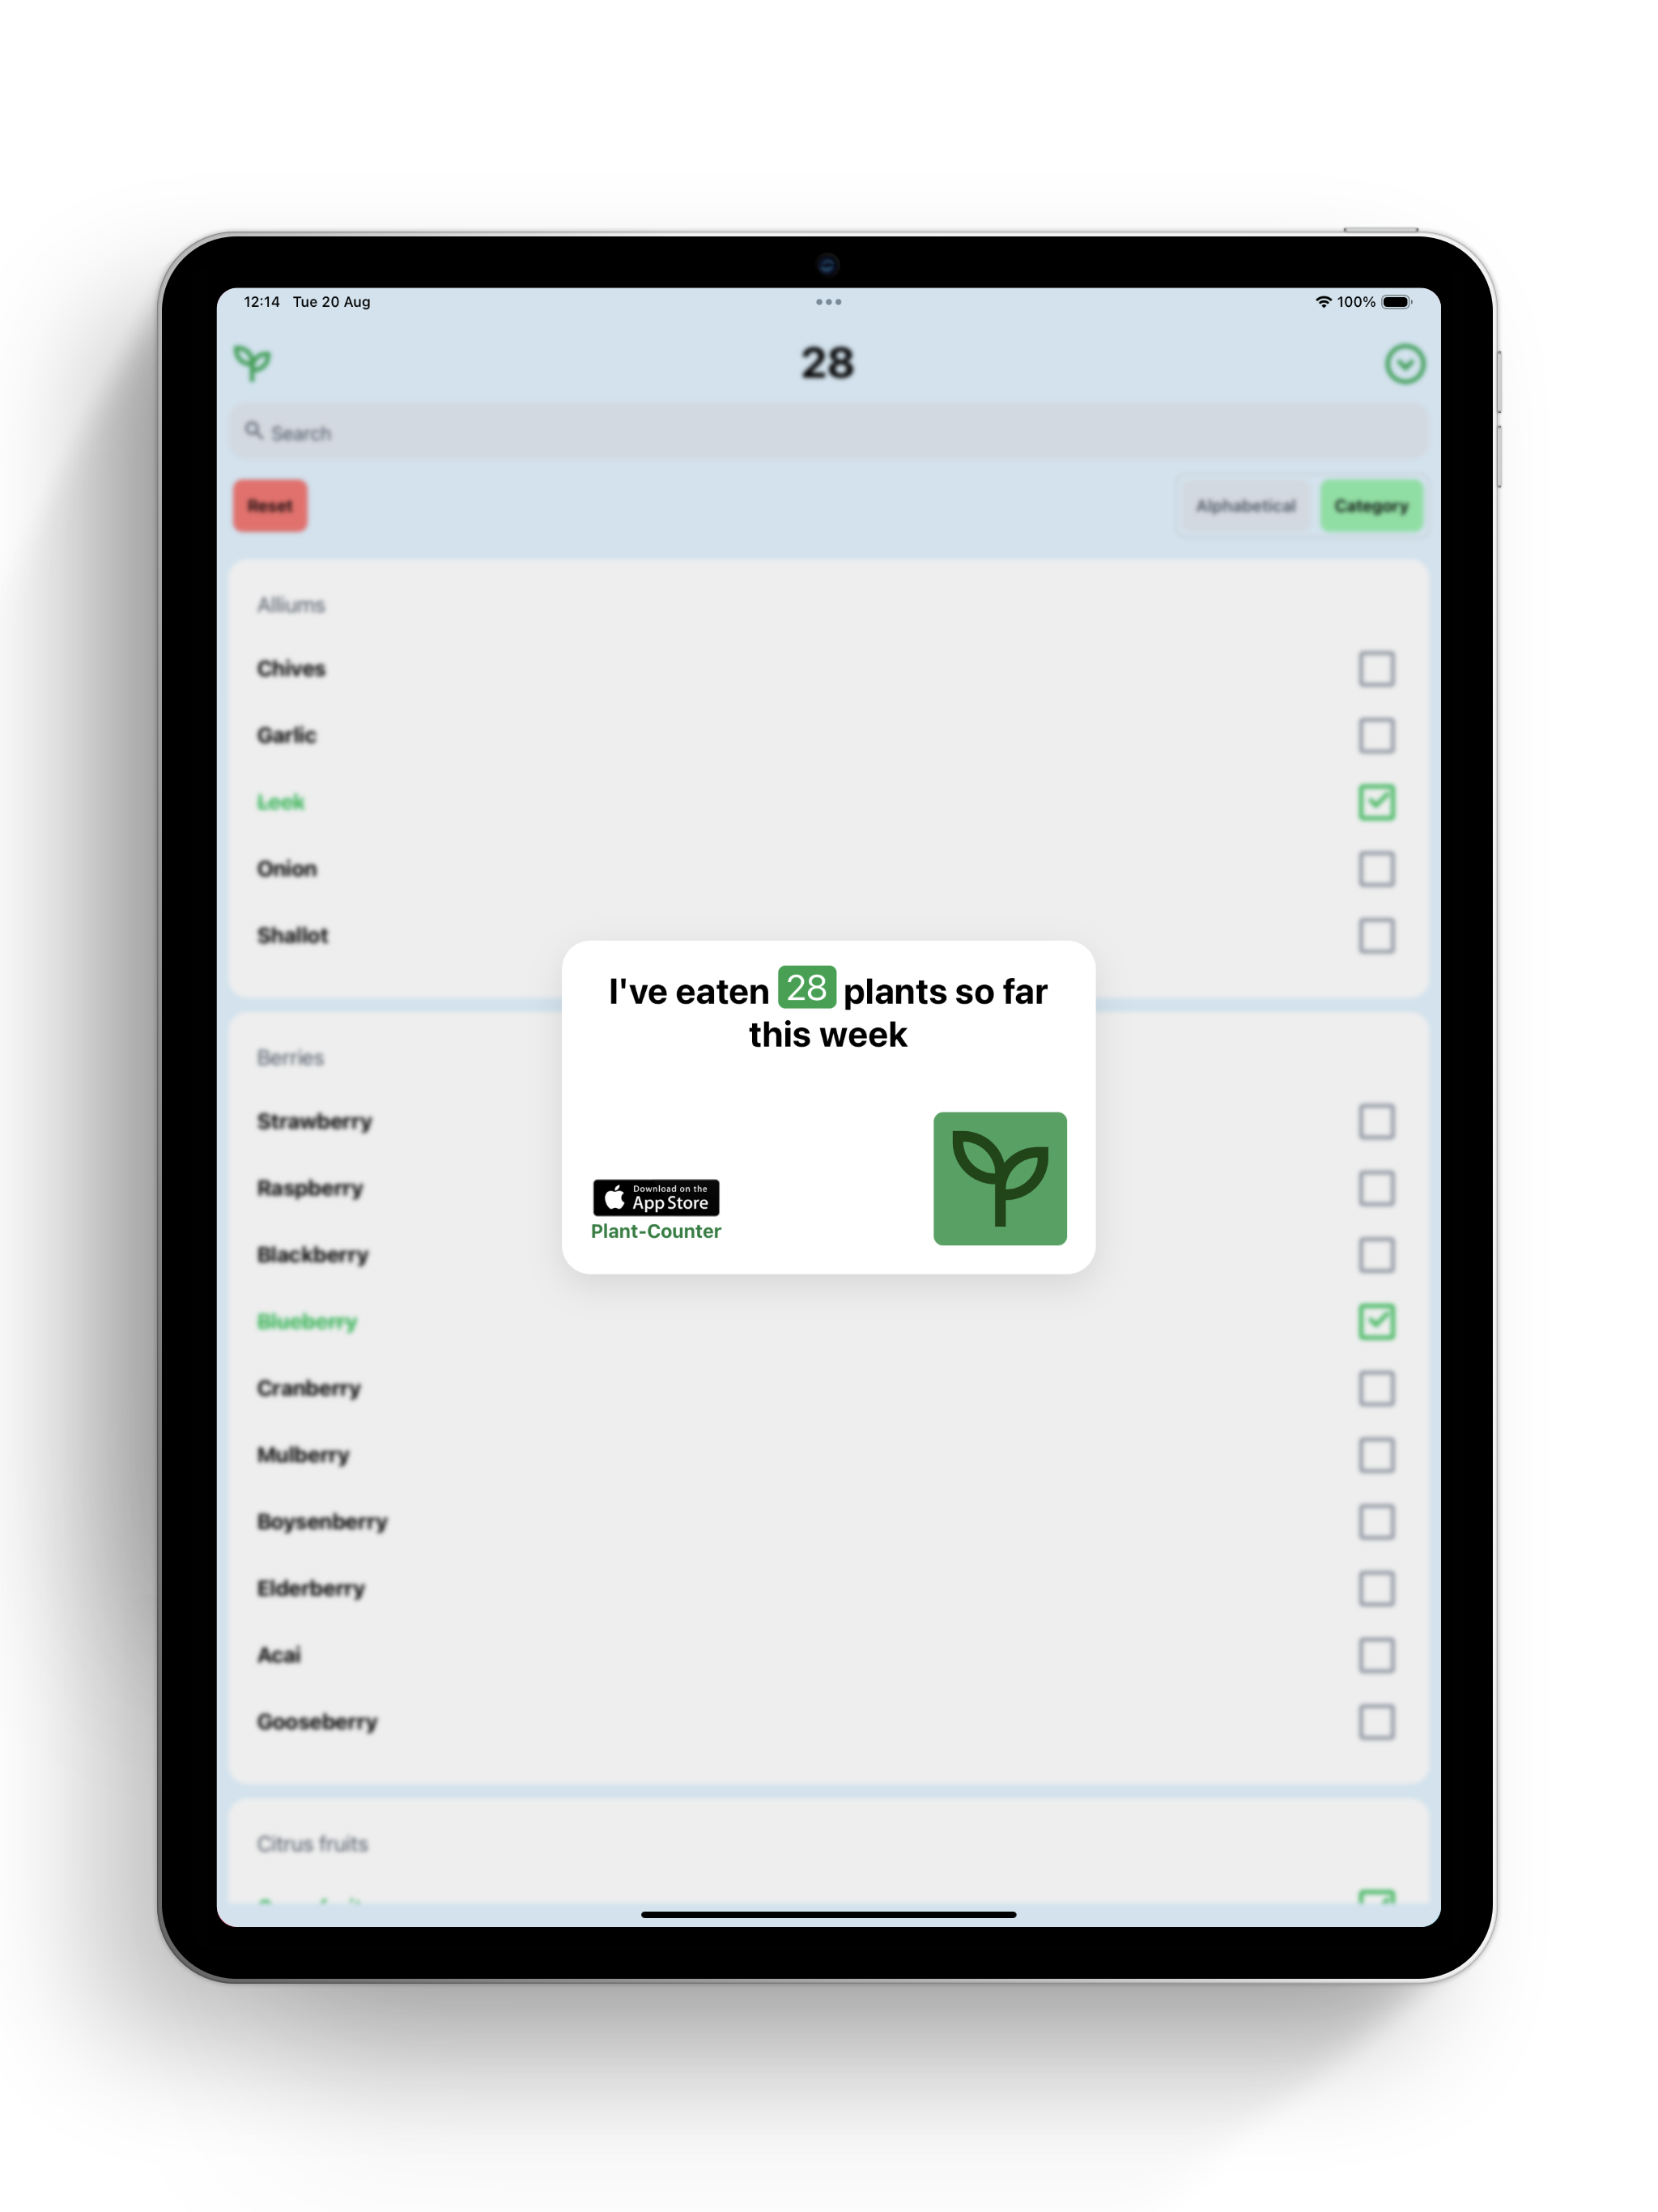 12:14 Tue 20 Aug
100%
28
Search
Reset
Alphabetical
Category
Alliums
Chives
Garlic
Leek
Onion
Shallot
I've eaten 28 plants so far
this week
Download on the
App Store
Plant-Counter
Berries
Strawberry
Raspberry
Blackberry
Blueberry
Cranberry
Mulberry
Boysenberry
Elderberry
Acai
Gooseberry
Citrus fruits